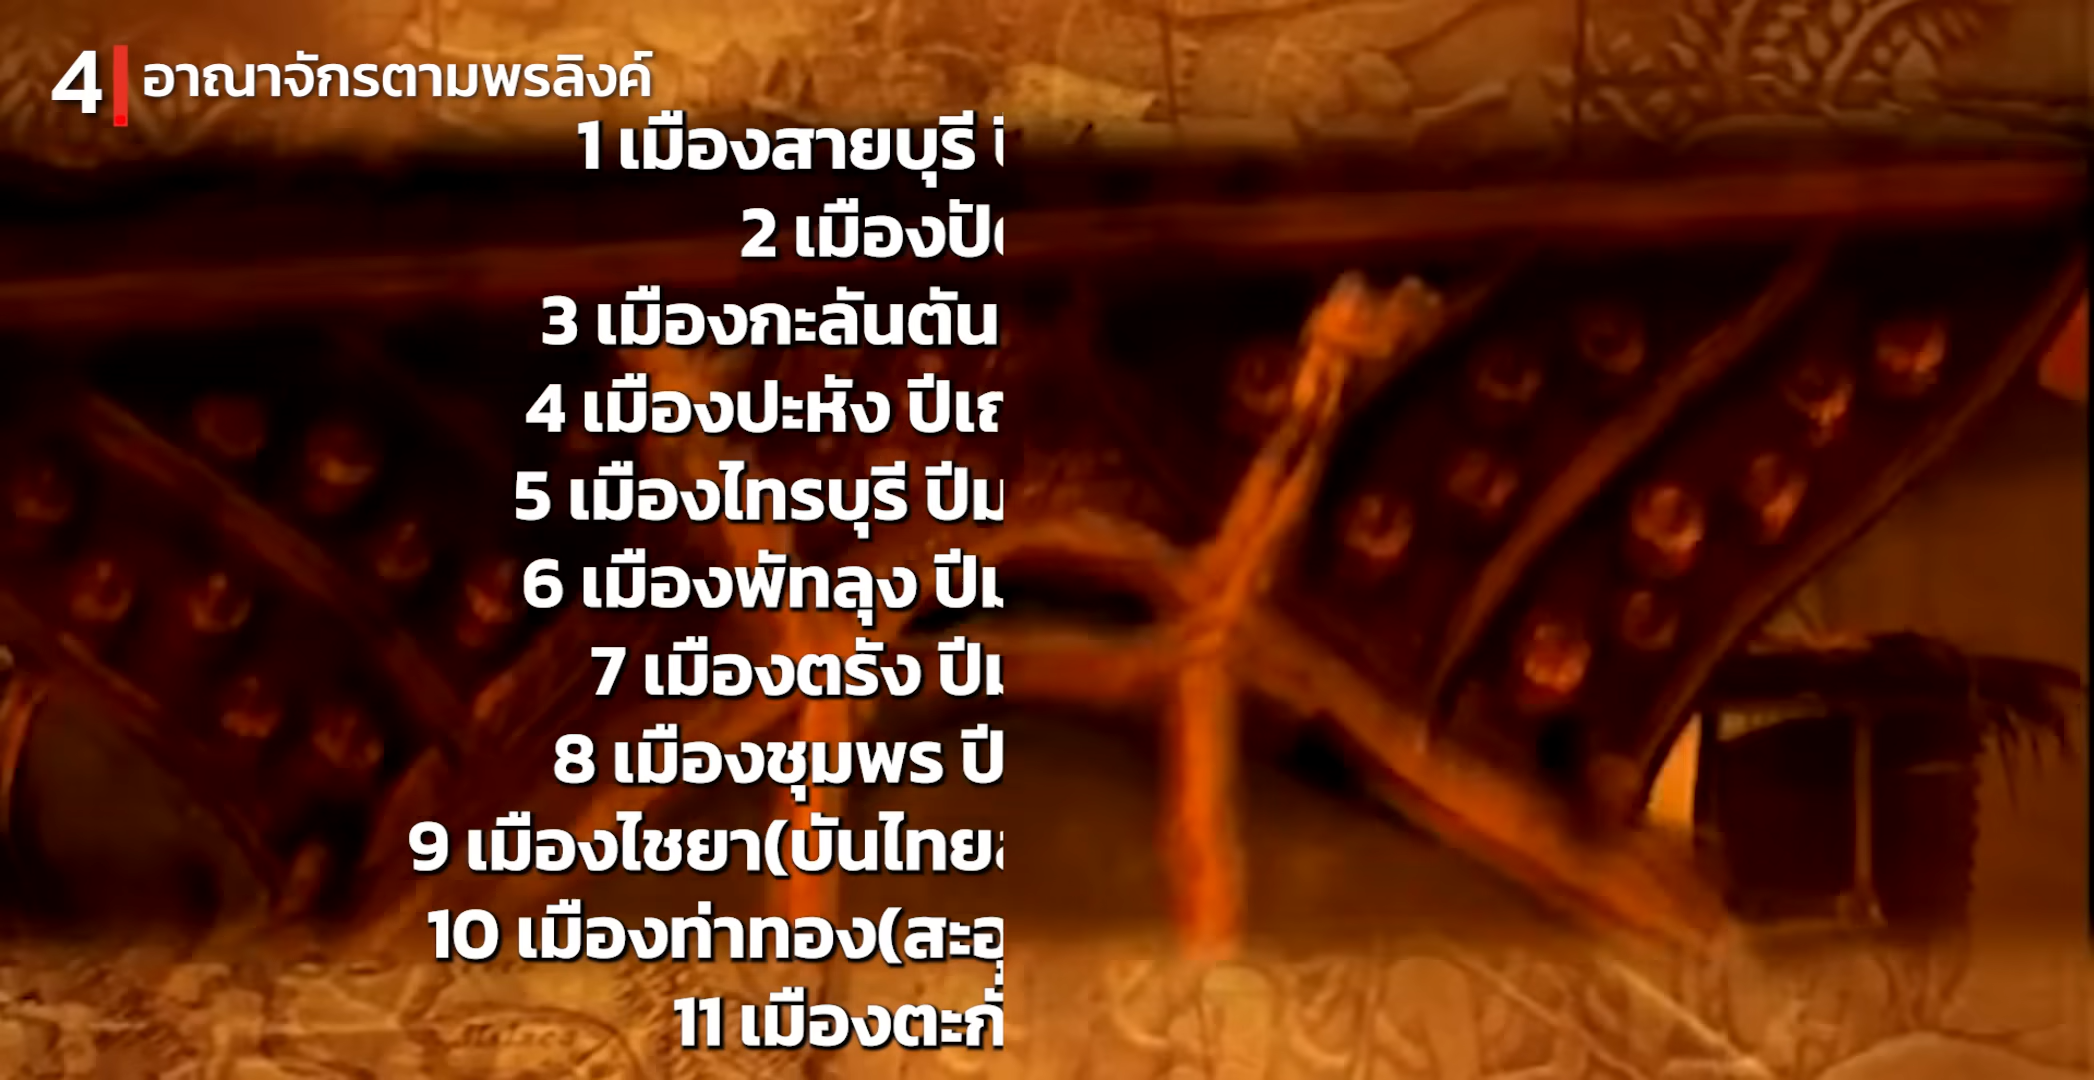 4 อาณาจักรตามพรลิงค์
1 เมืองสายบุรี
2 เมือง
3 เมืองกะลันตัน
4 เมืองปะหัง
5 เมืองไทรบุรี
6 เมืองพัทลุง
7 เมืองตรัง
8 เมืองชุมพร ปี
9 เมืองไชยา(บันไทย
10 เมืองท่าทอง(สะอุ
11 เมือง